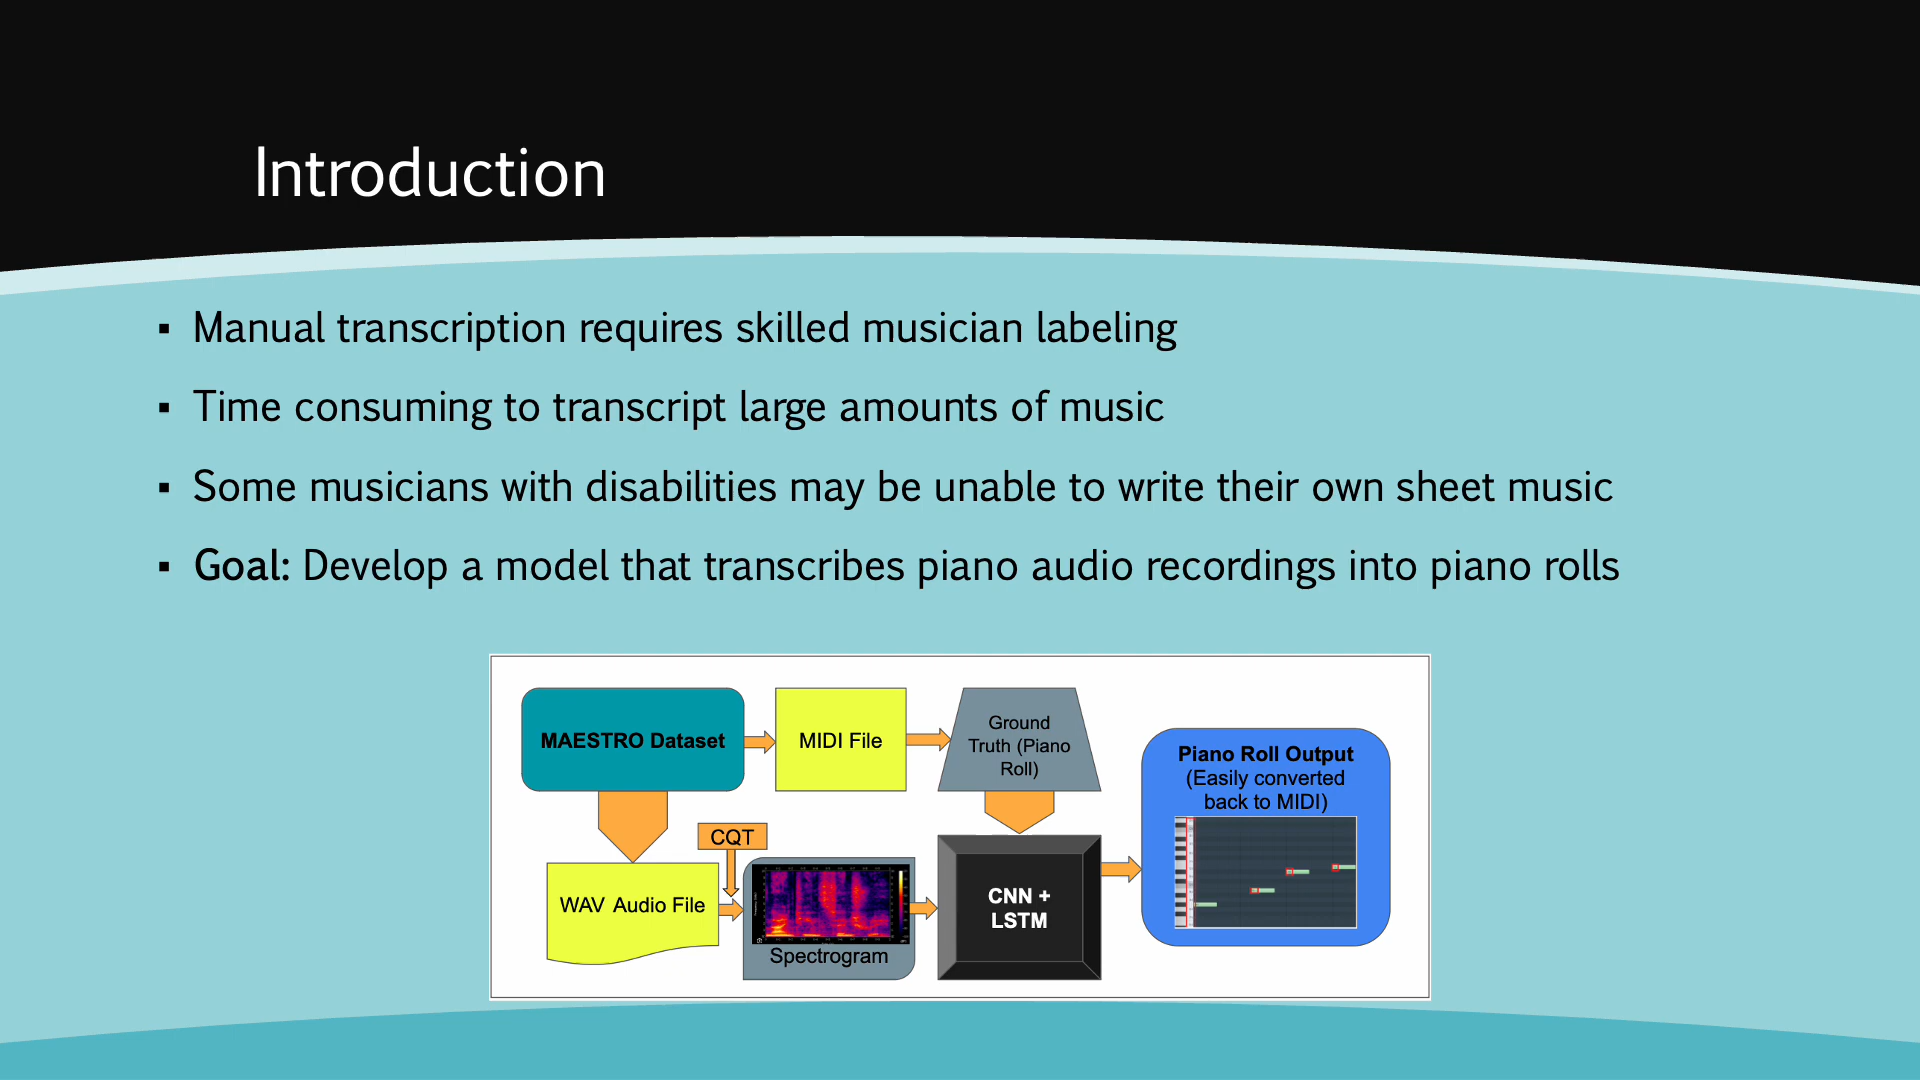 Introduction
▪ Manual transcription requires skilled musician labeling
▪ Time consuming to transcript large amounts of music
▪ Some musicians with disabilities may be unable to write their own sheet music
▪ Goal: Develop a model that transcribes piano audio recordings into piano rolls
MAESTRO Dataset
MIDI File
Ground
Truth (Piano
Roll)
Piano Roll Output
(Easily converted
back to MIDI)
CQT
WAV Audio File
Spectrogram
CNN +
LSTM